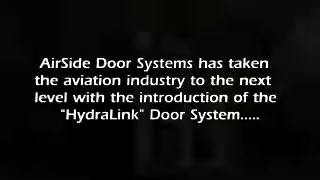 AirSide Door Systems has taken
the aviation industry to the next
level with the introduction of the
"HydraLink" Door System.....